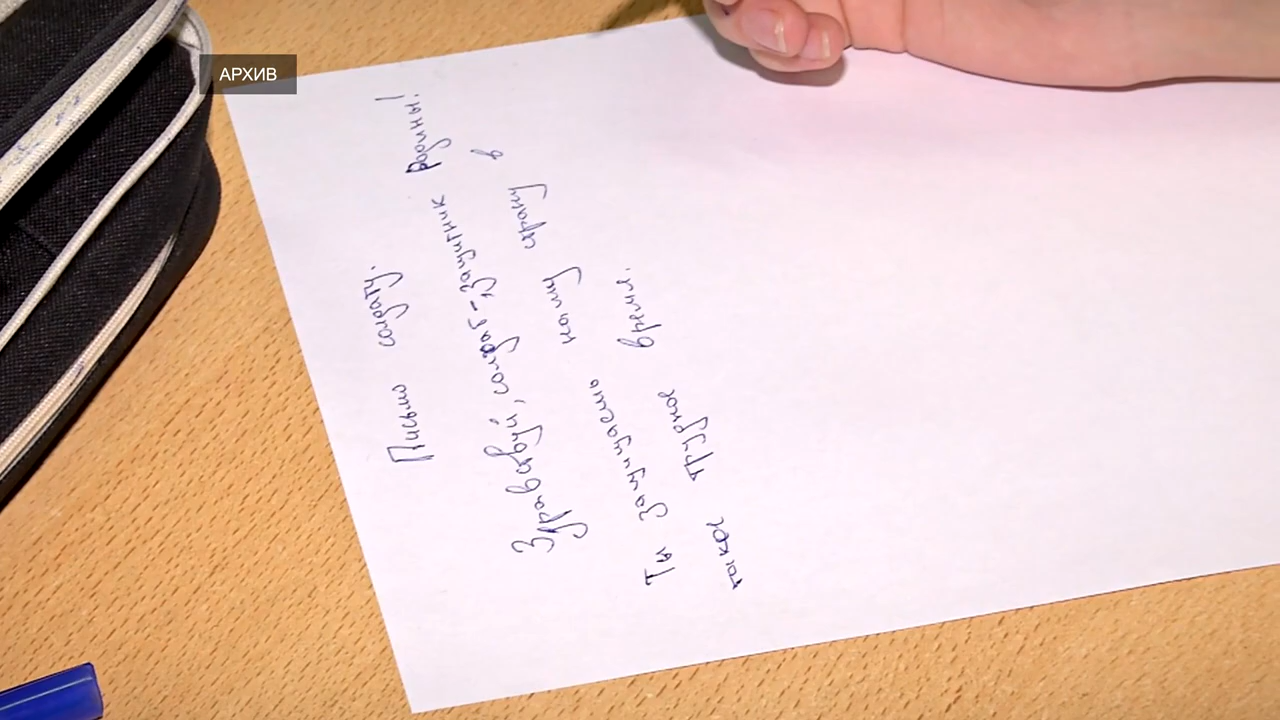 АРХИВ
Письмо солдату.
Здравствуй, солдат-защитник Родины!
Ты защищаешь нашу страну в
такое трудное время.